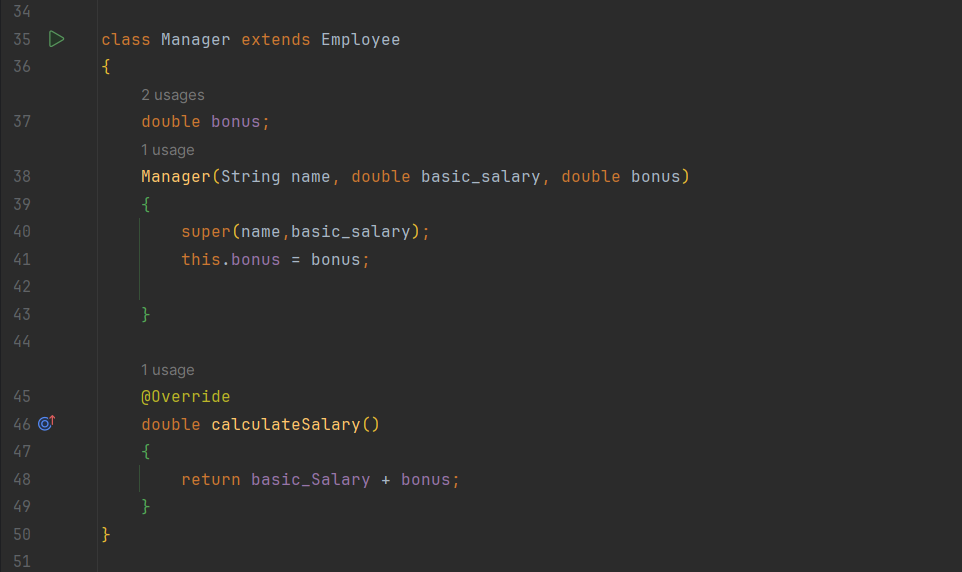 34
35 class Manager extends Employee
36 {
2 usages
37 double bonus;
1 usage
38 Manager(String name, double basic_salary, double bonus)
39 {
40 super(name,basic_salary);
41 this.bonus = bonus;
42
43 }
44
1 usage
45 @Override
46 double calculateSalary()
47 {
48 return basic_Salary + bonus;
49 }
50 }
51